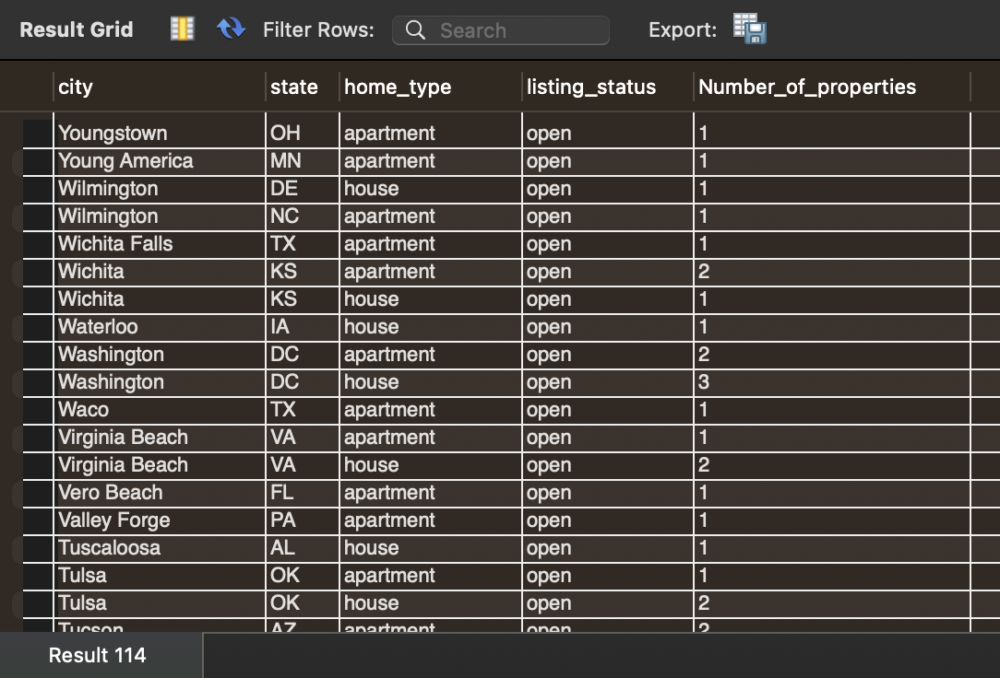 Result Grid Filter Rows: Search Export:
city state home_type listing_status Number_of_properties
Youngstown OH apartment open 1
Young America MN apartment open 1
Wilmington DE house open 1
Wilmington NC apartment open 1
Wichita Falls TX apartment open 1
Wichita KS apartment open 2
Wichita KS house open 1
Waterloo IA house open 1
Washington DC apartment open 2
Washington DC house open 3
Waco TX apartment open 1
Virginia Beach VA apartment open 1
Virginia Beach VA house open 2
Vero Beach FL apartment open 1
Valley Forge PA apartment open 1
Tuscaloosa AL house open 1
Tulsa OK apartment open 1
Tulsa OK house open 2
Tucson AZ apartment open 2
Result 114